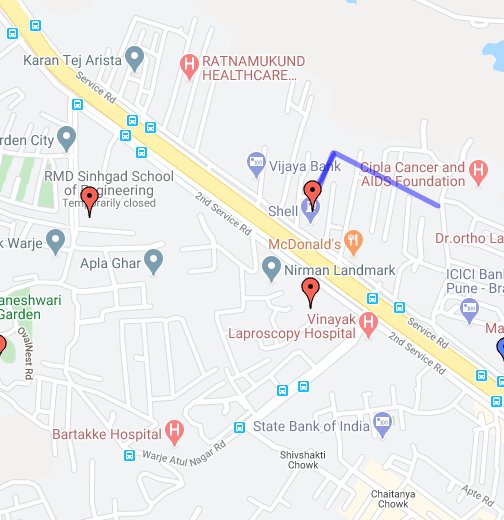 Karan Tej Arista
RATNAMUKUND
HEALTHCARE...
Service Rd
rden City
Vijaya Bank
Cipla Cancer and
AIDS Foundation
RMD Sinhgad School
of Engineering
Temporarily closed
2nd Service Rd
Shell
k Warje
McDonald's
Dr.ortho La
Apla Ghar
Nirman Landmark
ICICI Bank
Pune - Bra
aneshwari
Garden
OvalNest Rd
Vinayak
Laproscopy Hospital
Service Rd
Ma
2nd Service Rd
State Bank of India
Bartakke Hospital
Warje Atul Nagar Rd
Shivshakti
Chowk
Chaitanya
Chowk
Apte Rd